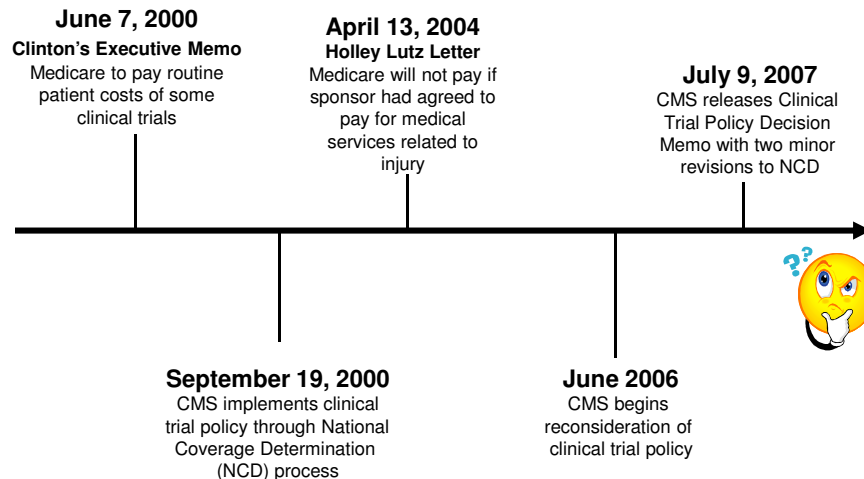 June 7, 2000
Clinton's Executive Memo
Medicare to pay routine
patient costs of some
clinical trials
April 13, 2004
Holley Lutz Letter
Medicare will not pay if
sponsor had agreed to
pay for medical
services related to
injury
July 9, 2007
CMS releases Clinical
Trial Policy Decision
Memo with two minor
revisions to NCD
??
September 19, 2000
CMS implements clinical
trial policy through National
Coverage Determination
(NCD) process
June 2006
CMS begins
reconsideration of
clinical trial policy